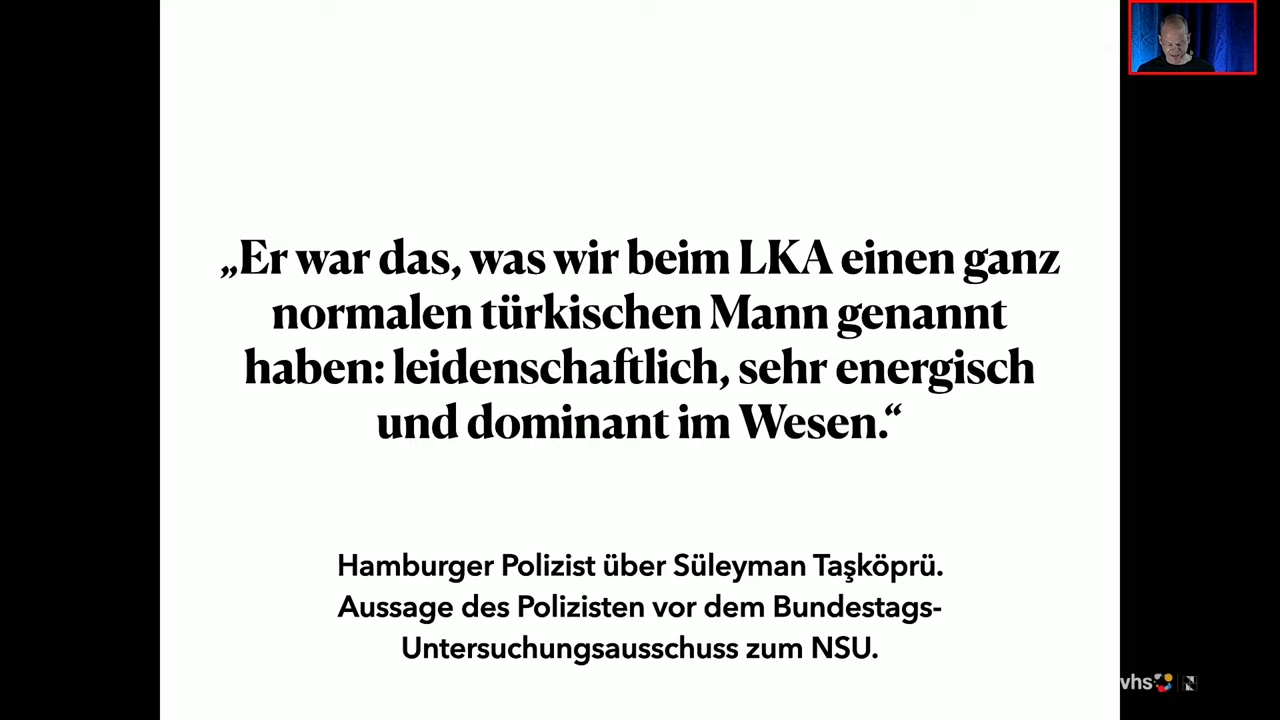 „Er war das, was wir beim LKA einen ganz
normalen türkischen Mann genannt
haben: leidenschaftlich, sehr energisch
und dominant im Wesen.“
Hamburger Polizist über Süleyman Taşköprü.
Aussage des Polizisten vor dem Bundestags-
Untersuchungsausschuss zum NSU.
vhs